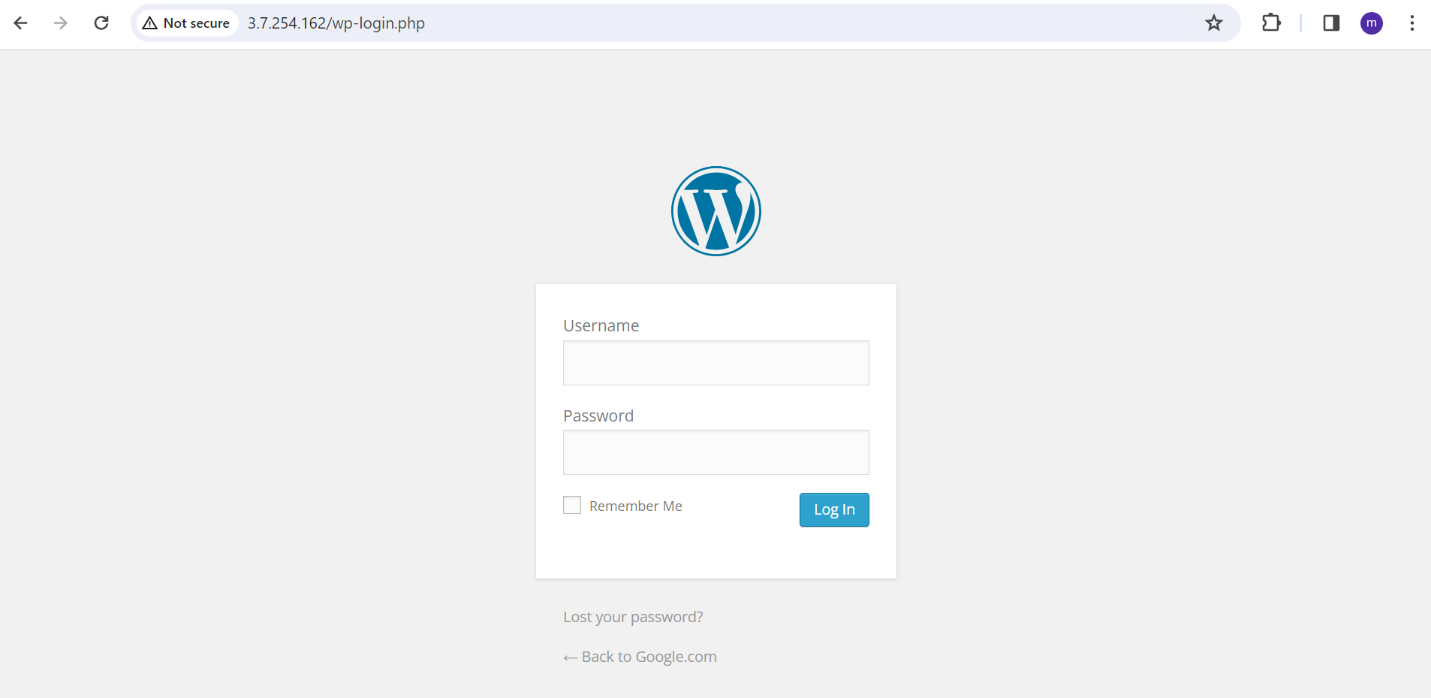 Not secure 3.7.254.162/wp-login.php m
Username
Password
Remember Me Log In
Lost your password?
← Back to Google.com